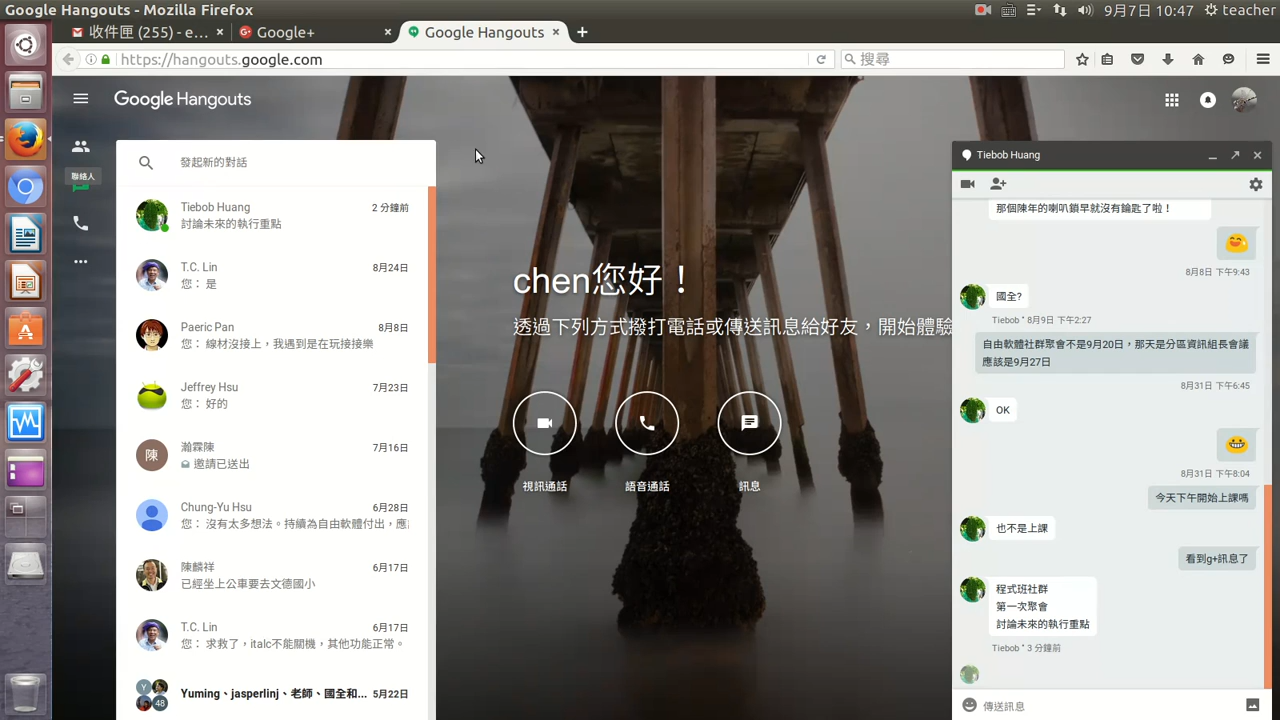 Google Hangouts - Mozilla Firefox
9月7日 10:47
teacher
收件匣 (255) - e...
Google+
Google Hangouts
https://hangouts.google.com
搜尋
Google Hangouts
聯絡人
發起新的對話
Tiebob Huang
2 分鐘前
討論未來的執行重點
T.C. Lin
8月24日
您： 是
Paeric Pan
8月8日
您： 線材沒接上，我遇到是在玩接接樂
Jeffrey Hsu
7月23日
您： 好的
陳
瀚霖陳
7月16日
邀請已送出
Chung-Yu Hsu
6月28日
您： 沒有太多想法。持續為自由軟體付出，應
陳麟祥
6月17日
已經坐上公車要去文德國小
T.C. Lin
6月17日
您： 求救了，italc不能關機，其他功能正常。
Y
48
Yuming、jasperlinj、老師、國全和...
5月22日
chen您好！
透過下列方式撥打電話或傳送訊息給好友，開始體驗
視訊通話
語音通話
訊息
Tiebob Huang
那個陳年的喇叭鎖早就沒有鑰匙了啦！
8月8日 下午9:43
國全?
Tiebob • 8月9日 下午2:27
自由軟體社群聚會不是9月20日，那天是分區資訊組長會議
應該是9月27日
8月31日 下午6:45
OK
8月31日 下午8:04
今天下午開始上課嗎
也不是上課
看到g+訊息了
程式班社群
第一次聚會
討論未來的執行重點
Tiebob • 3 分鐘前
傳送訊息